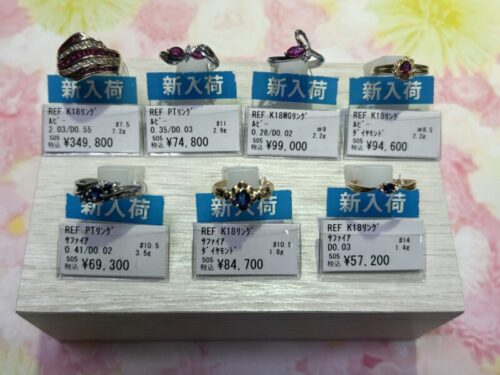 新入荷
REF K18リング
ルビー #7.5
2.03/D0.55 7.2g
505
税込 ¥349,800
新入荷
REF PTリング
ルビー #11
0.35/D0.03 2.9g
505
税込 ¥74,800
新入荷
REF K18WGリング
ルビー #9
0.28/D0.02 2.2g
505
税込 ¥99,000
新入荷
REF K18リング
ルビー #8.5
ダイヤモンド 2.2g
505
税込 ¥94,600
新入荷
REF PTリング
サファイア #10.5
0.41/D0.02 3.5g
505
税込 ¥69,300
新入荷
REF K18リング
サファイア #10.5
ダイヤモンド 1.8g
505
税込 ¥84,700
新入荷
REF K18リング
サファイア #14
D0.03 1.4g
505
税込 ¥57,200